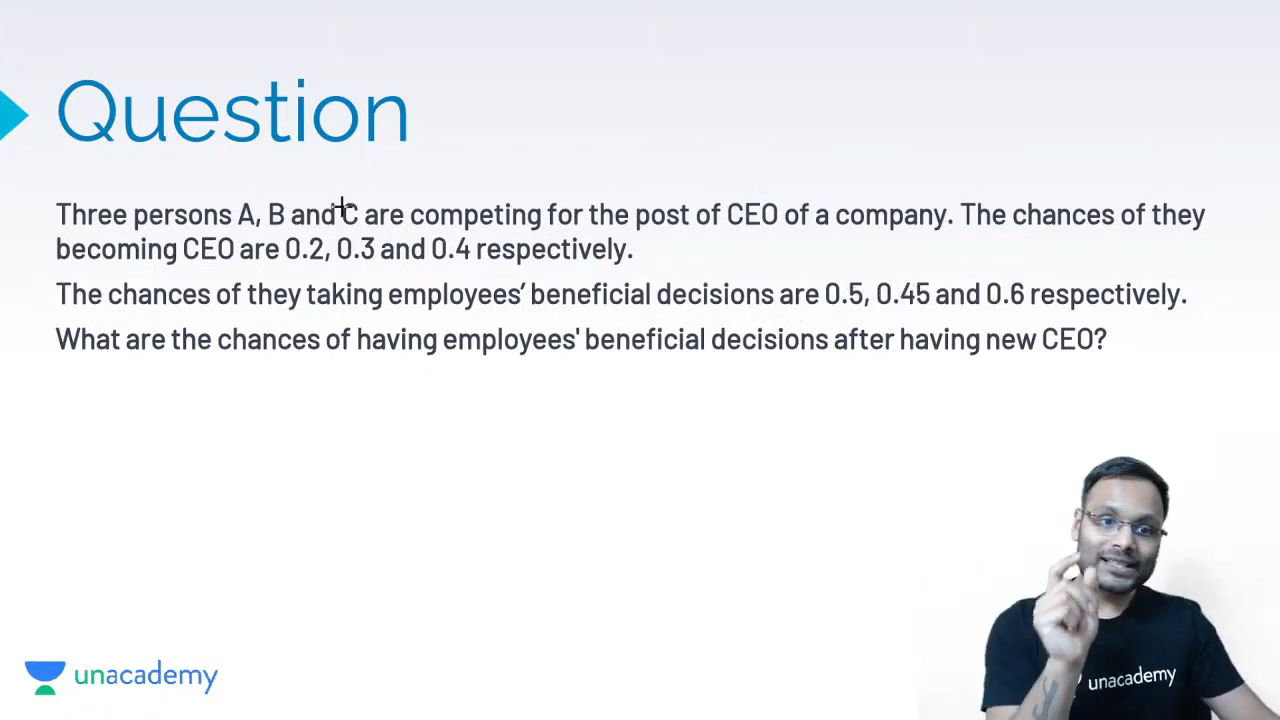 Question
Three persons A, B and C are competing for the post of CEO of a company. The chances of they
becoming CEO are 0.2, 0.3 and 0.4 respectively.
The chances of they taking employees’ beneficial decisions are 0.5, 0.45 and 0.6 respectively.
What are the chances of having employees' beneficial decisions after having new CEO?
unacademy
unacademy